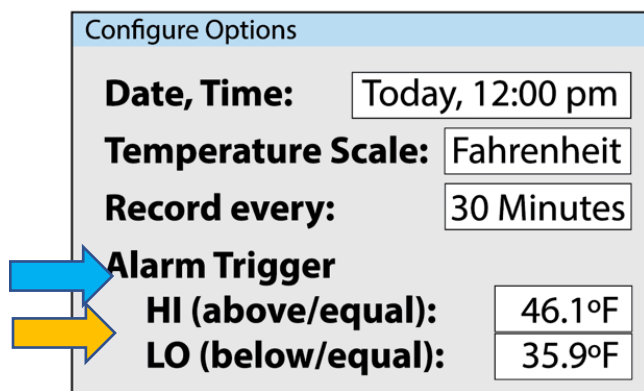 Configure Options
Date, Time: Today, 12:00 pm
Temperature Scale: Fahrenheit
Record every: 30 Minutes
Alarm Trigger
HI (above/equal): 46.1ºF
LO (below/equal): 35.9ºF